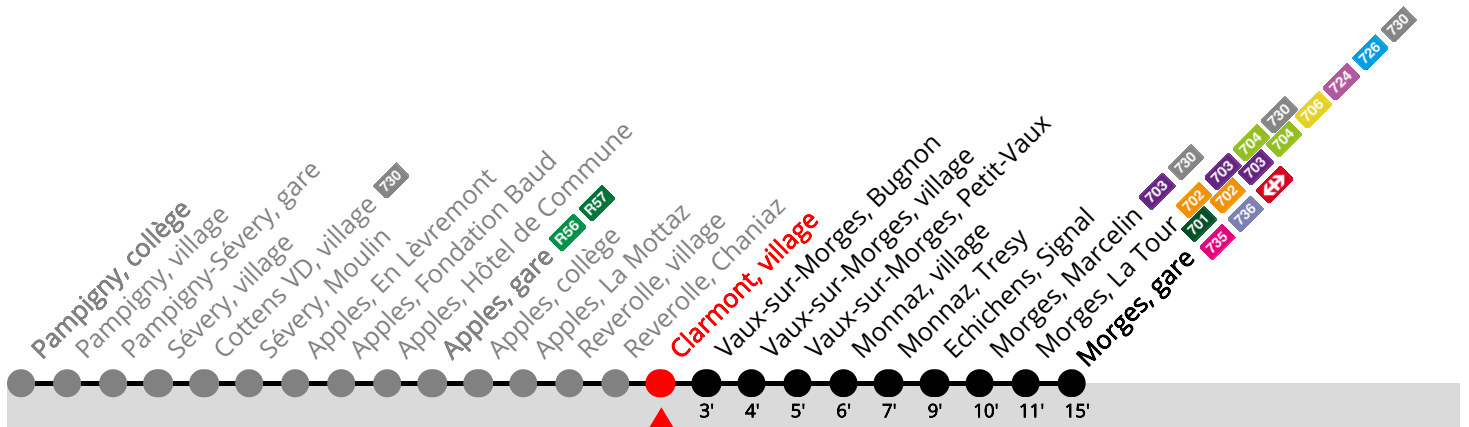 Pampigny, collège
Pampigny, village
Pampigny-Sévery, gare
Sévery, village
Cottens VD, village 730
Sévery, Moulin
Apples, En Lèvremont
Apples, Fondation Baud
Apples, Hôtel de Commune
Apples, gare R56 R57
Apples, collège
Apples, La Mottaz
Reverolle, village
Reverolle, Chaniaz
Clarmont, village
Vaux-sur-Morges, Bugnon
Vaux-sur-Morges, village
Vaux-sur-Morges, Petit-Vaux
Monnaz, village
Monnaz, Tresy
Echichens, Signal
Morges, Marcelin 703 730
Morges, La Tour 702 703 704 730
Morges, gare 701 702 703 704 706 724 726 730
735 736
3' 4' 5' 6' 7' 9' 10' 11' 15'